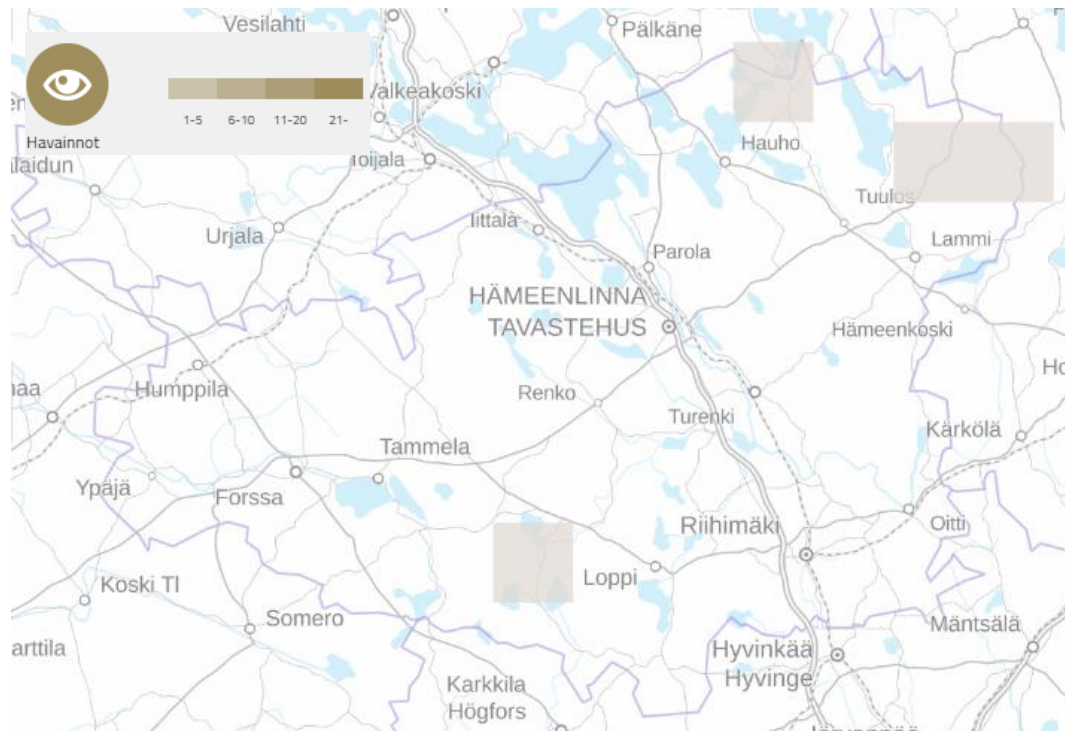 Vesilahti
Pälkäne
Valkeakoski
1-5 6-10 11-20 21-
Havainnot
Toijala
Hauho
Tuulos
Iittala
Urjala
Lammi
Parola
HÄMEENLINNA
TAVASTEHUS
Hämeenkoski
Humppila
Renko
Turenki
Kärkölä
Tammela
Ypäjä
Forssa
Riihimäki
Oitti
Loppi
Koski Tl
Somero
Mäntsälä
Hyvinkää
Hyvinge
Karkkila
Högfors